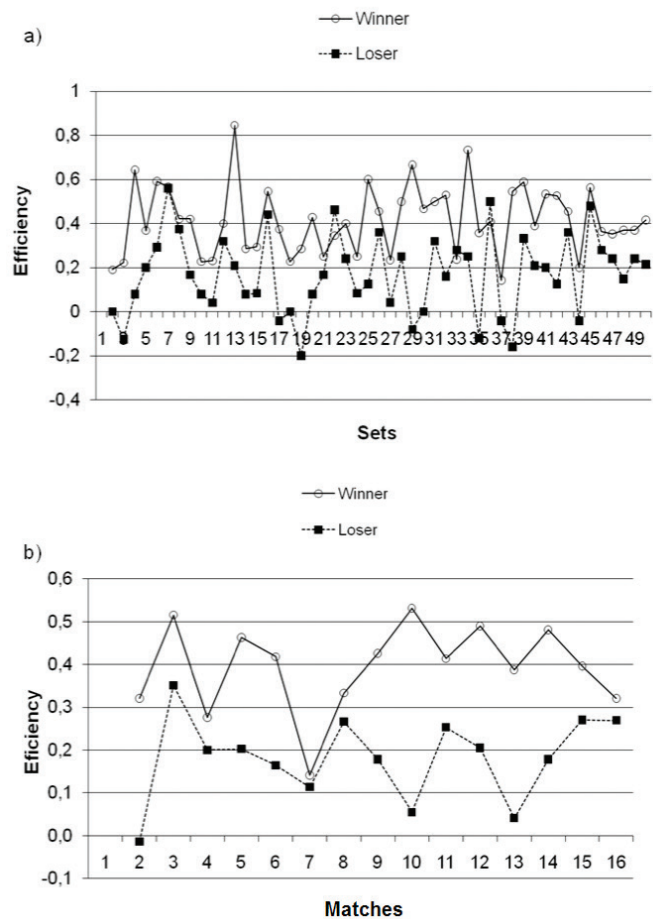 a)
Winner
Loser
1
0,8
0,6
0,4
0,2
0
-0,2
-0,4
Efficiency
1 3 5 7 9 11 13 15 17 19 21 23 25 27 29 31 33 35 37 39 41 43 45 47 49
Sets
Winner
Loser
b)
0,6
0,5
0,4
0,3
0,2
0,1
0,0
-0,1
Eficiency
1 2 3 4 5 6 7 8 9 10 11 12 13 14 15 16
Matches